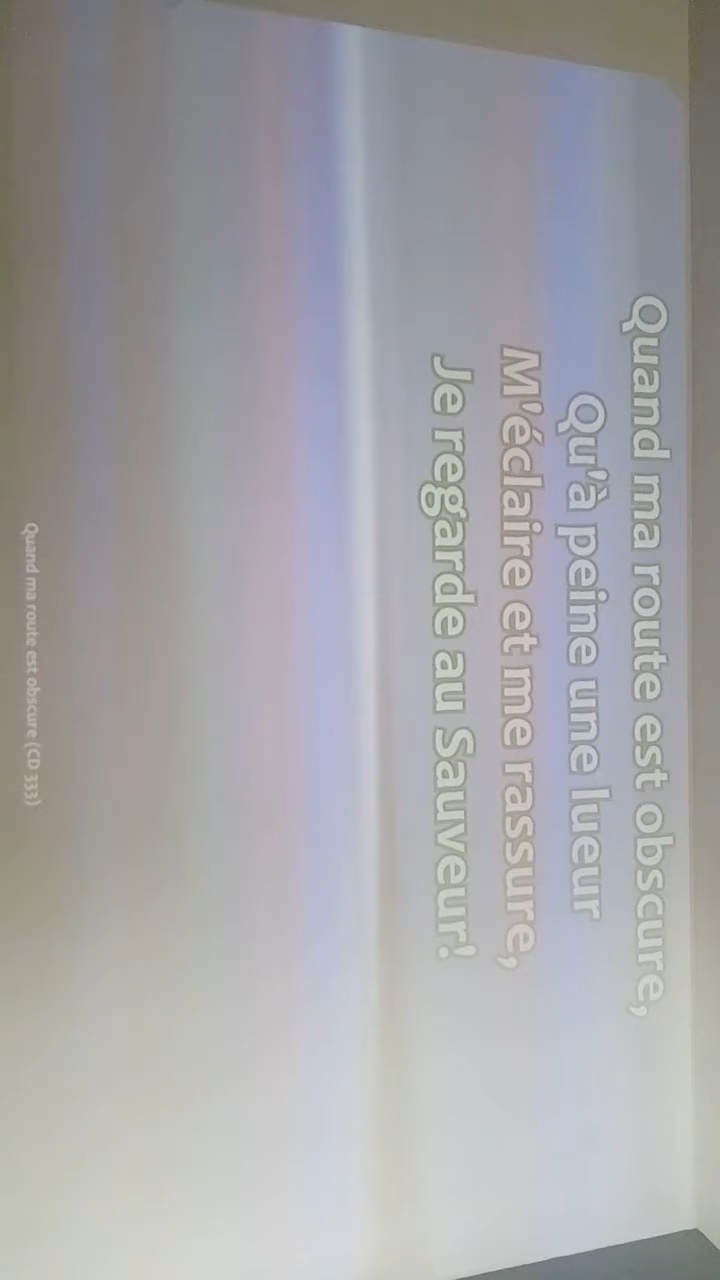 Quand ma route est obscure,
Qu'à peine une lueur
M'éclaire et me rassure,
Je regarde au Sauveur!
Quand ma route est obscure (CD 333)